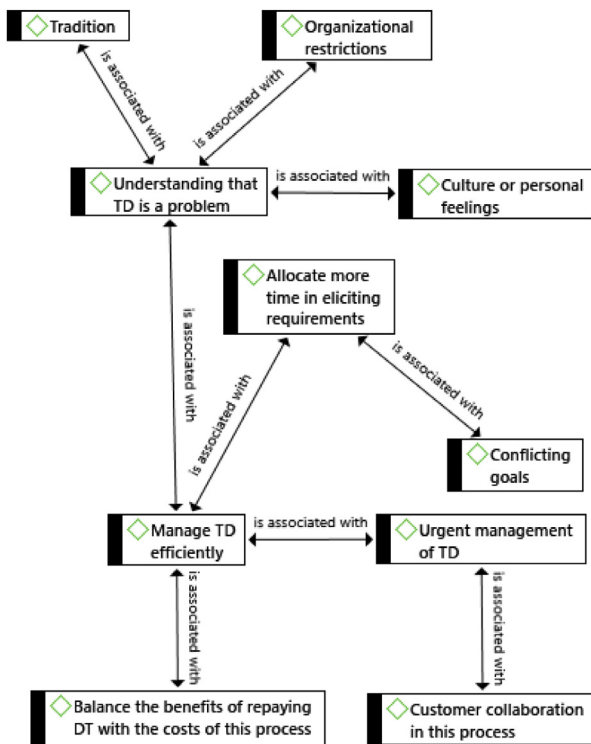 Tradition
Organizational
restrictions
is associated with
is associated with
Understanding that
TD is a problem
is associated with
Culture or personal
feelings
Allocate more
time in eliciting
requirements
is associated with
is associated with
is associated with
Conflicting
goals
Manage TD
efficiently
is associated with
Urgent management
of TD
is associated with
is associated with
Balance the benefits of repaying
DT with the costs of this process
Customer collaboration
in this process